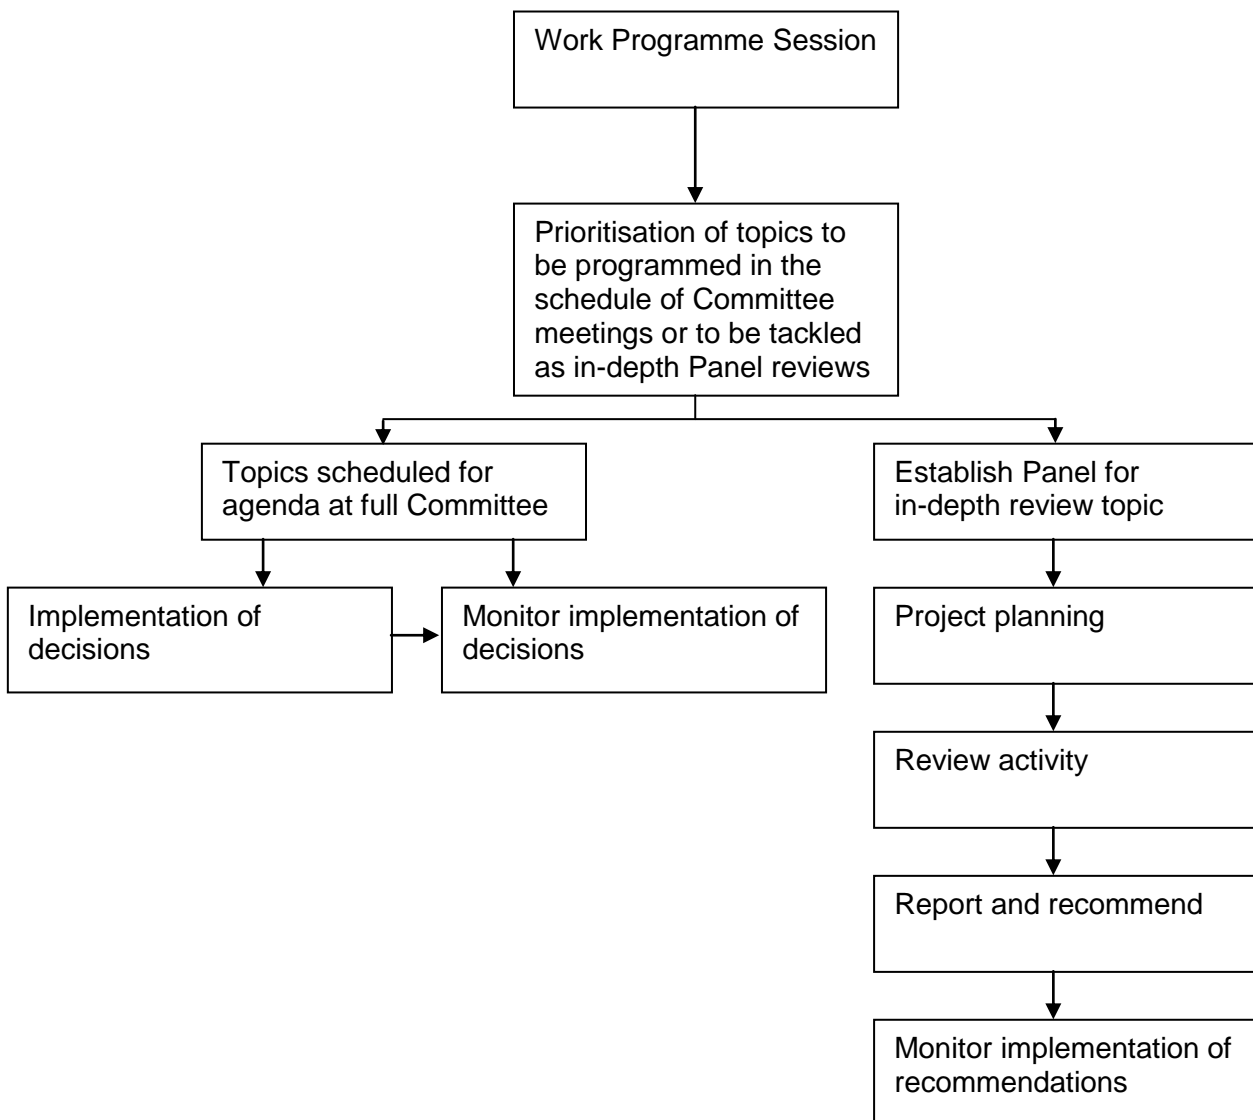 Work Programme Session
Prioritisation of topics to
be programmed in the
schedule of Committee
meetings or to be tackled
as in-depth Panel reviews
Topics scheduled for
agenda at full Committee
Establish Panel for
in-depth review topic
Implementation of
decisions
Monitor implementation of
decisions
Project planning
Review activity
Report and recommend
Monitor implementation of
recommendations